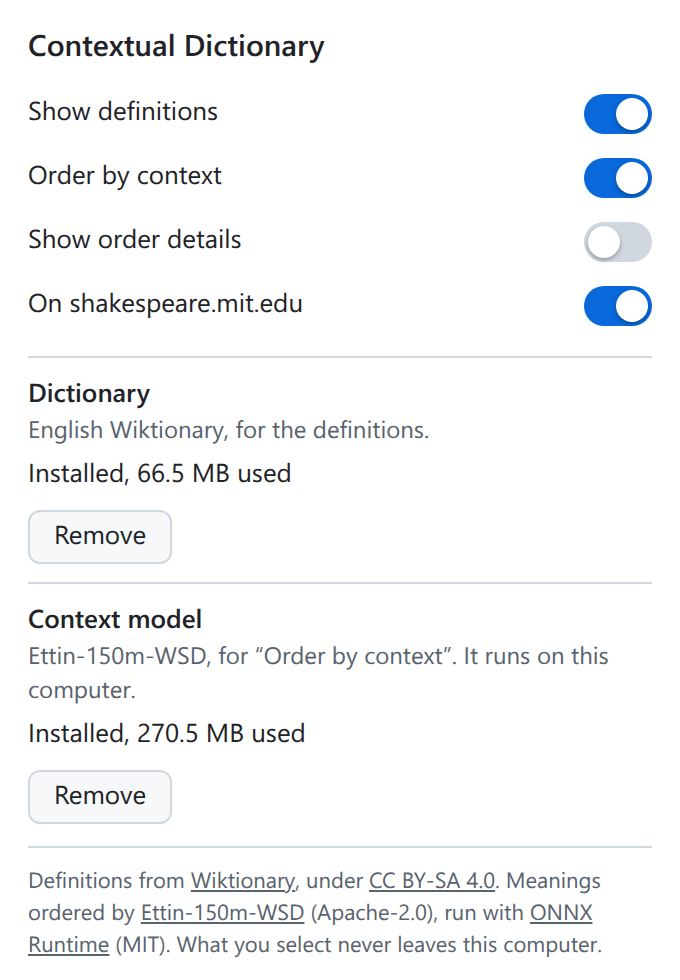 Contextual Dictionary
Show definitions
Order by context
Show order details
On shakespeare.mit.edu
Dictionary
English Wiktionary, for the definitions.
Installed, 66.5 MB used
Remove
Context model
Ettin-150m-WSD, for “Order by context”. It runs on this
computer.
Installed, 270.5 MB used
Remove
Definitions from Wiktionary, under CC BY-SA 4.0. Meanings
ordered by Ettin-150m-WSD (Apache-2.0), run with ONNX
Runtime (MIT). What you select never leaves this computer.